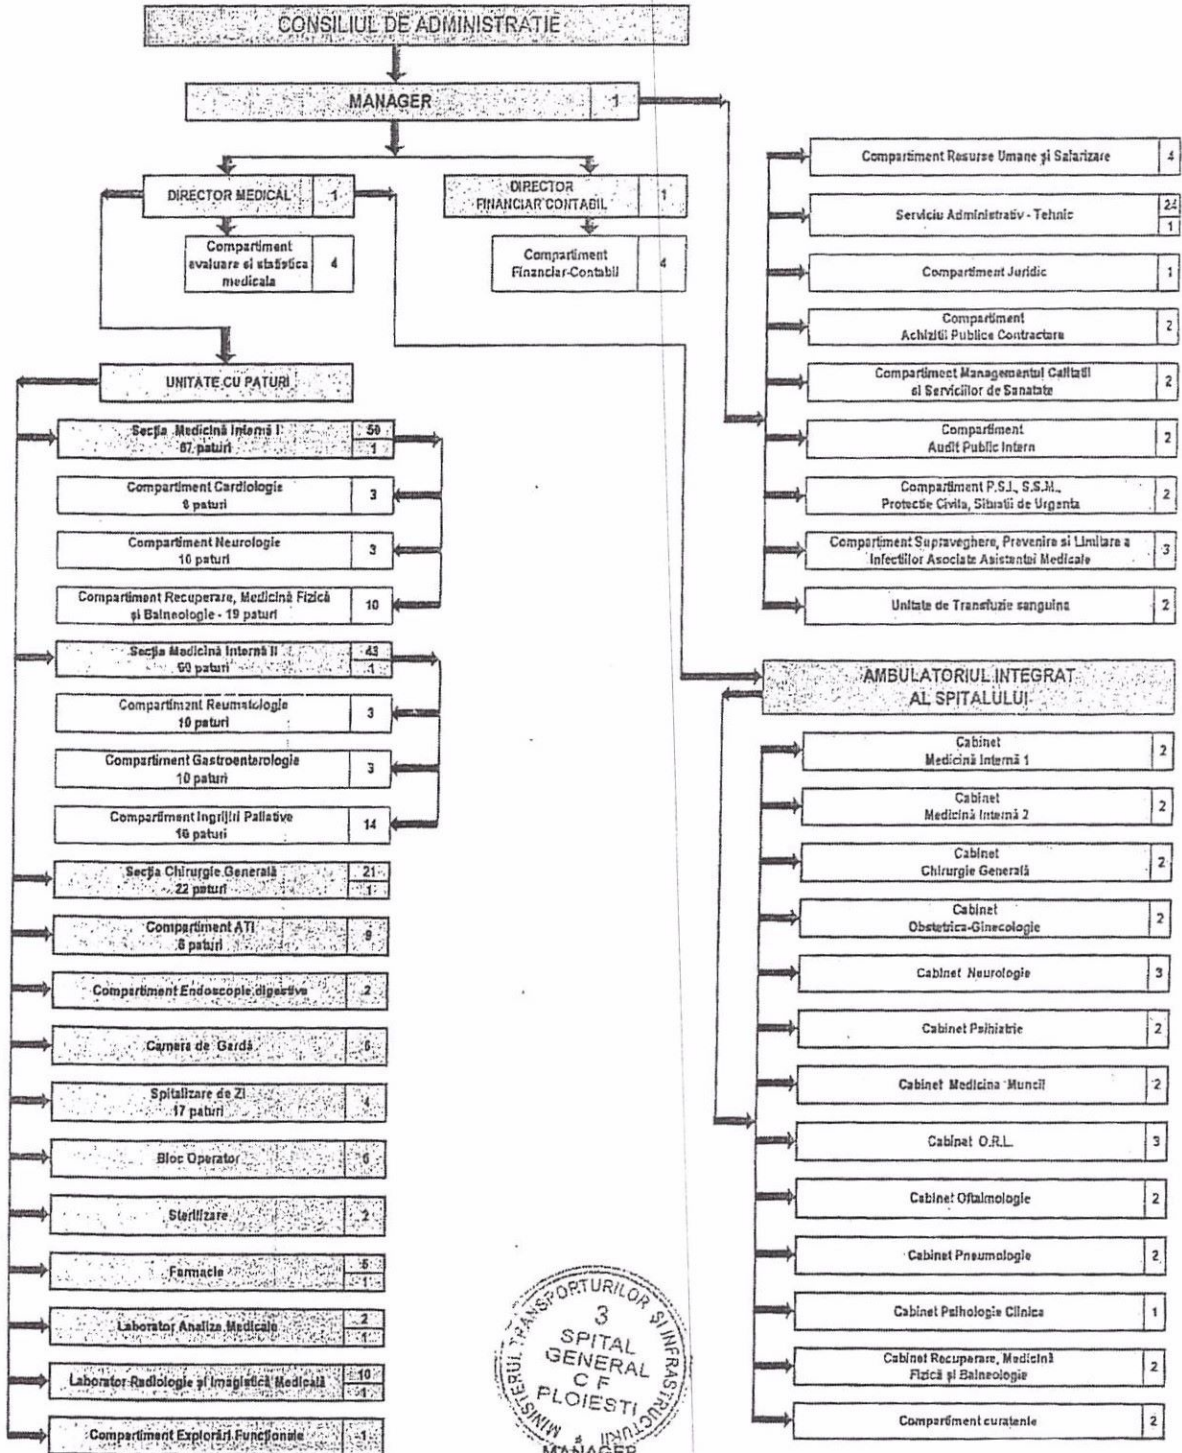 CONSILIUL DE ADMINISTRATIE
MANAGER 1
DIRECTOR MEDICAL 1
DIRECTOR
FINANCIAR CONTABIL 1
Compartiment
evaluare si statistica
medicala 4
Compartiment
Financiar-Contabil 4
UNITATE CU PATURI
Secția Medicină Internă I
67 paturi
1
Compartiment Cardiologie 3
paturi
Compartiment Neurologie 3
10 paturi
Compartiment Recuperare, Medicină Fizică
și Balneologie - 19 paturi 10
Secția Medicină Internă II 43
60 paturi 1
Compartiment Reumatologie 3
10 paturi
Compartiment Gastroenterologie 3
10 paturi
Compartiment Ingrijiri Paliative 14
16 paturi
Secția Chirurgie Generală 21
22 paturi 1
Compartiment ATI
6 paturi 9
Compartiment Endoscopie digestive 2
Camera de Gardă
Spitalizare de ZI 4
17 paturi
Bloc Operator
Sterilizare 2
Farmacie 5
1
Laborator Analize Medicale 2
1
Laborator Radiologie și Imagistică Medicală 10
1
Compartiment Explorări Funcționale 1
Compartiment Resurse Umane și Salarizare 4
Serviciu Administrativ - Tehnic 24
1
Compartiment Juridic 1
Compartiment
Achizitii Publice Contractare 2
Compartiment Managementul Calitatii
si Serviciilor de Sanatate 2
Compartiment
Audit Public Intern 2
Compartiment P.S.I., S.S.M.,
Protectie Civila, Situatii de Urgenta 2
Compartiment Supraveghere, Prevenire si Limitare a
Infectiilor Asociate Asistentei Medicale 3
Unitate de Transfuzie sanguina 2
AMBULATORIUL INTEGRAT
AL SPITALULUI
Cabinet
Medicină Internă 1 2
Cabinet
Medicină Internă 2 2
Cabinet
Chirurgie Generală 2
Cabinet
Obstetrica-Ginecologie 2
Cabinet Neurologie 3
Cabinet Psihiatrie 2
Cabinet Medicina Muncii 2
Cabinet O.R.L. 3
Cabinet Oftalmologie 2
Cabinet Pneumologie 2
Cabinet Psihologie Clinica 1
Cabinet Recuperare, Medicină
Fizică și Balneologie 2
Compartiment curatenie 2
MINISTERUL TRANSPORTURILOR ȘI INFRASTRUCTURII
3
SPITAL
GENERAL
C F
PLOIESTI
MANAGER